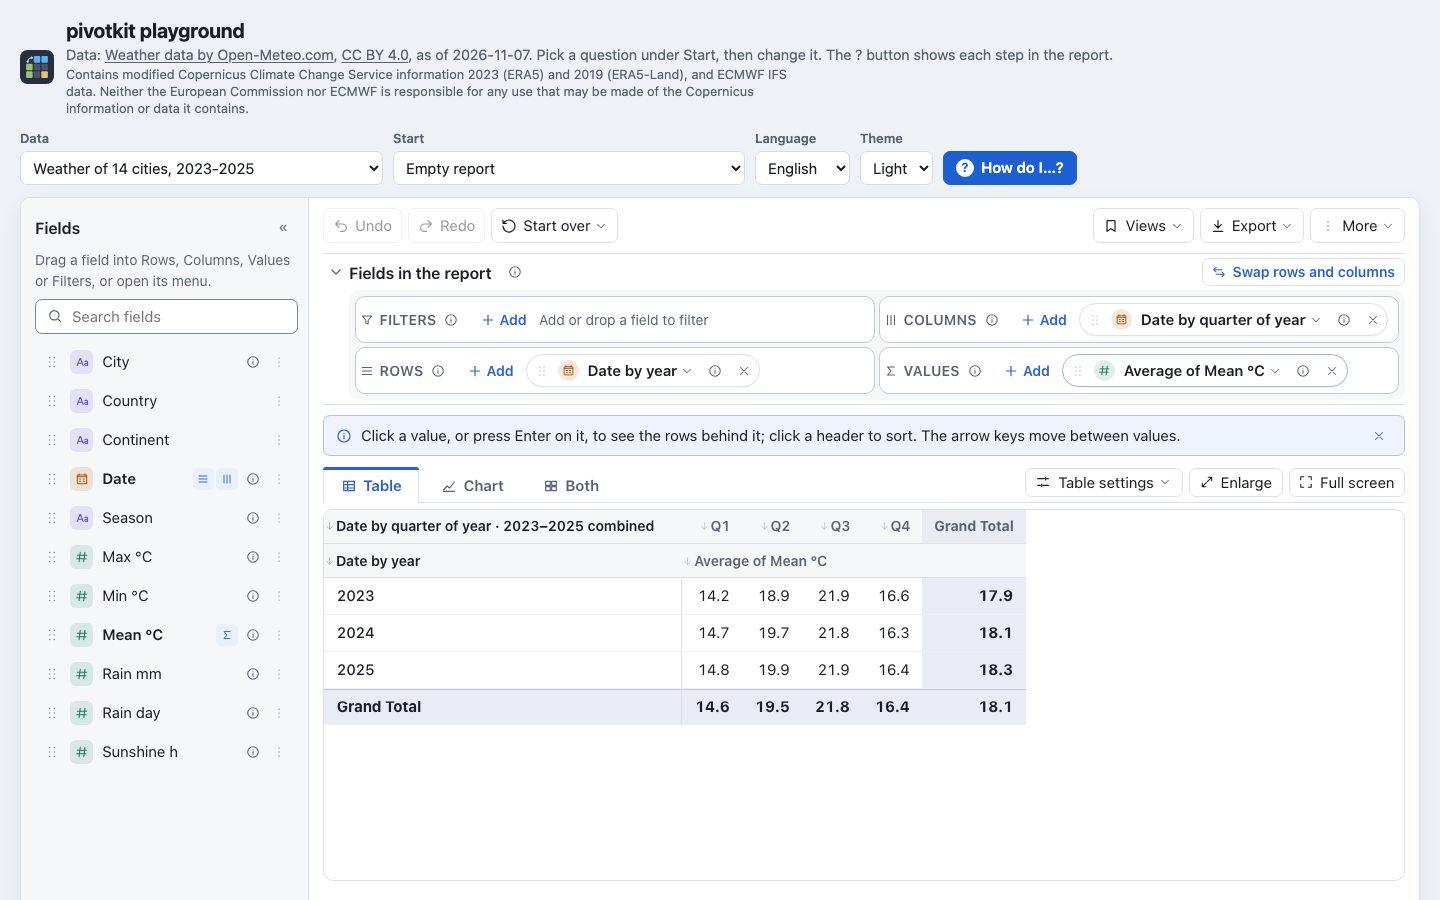 pivotkit playground
Data: Weather data by Open-Meteo.com, CC BY 4.0, as of 2026-11-07. Pick a question under Start, then change it. The ? button shows each step in the report.
Contains modified Copernicus Climate Change Service information 2023 (ERA5) and 2019 (ERA5-Land), and ECMWF IFS
data. Neither the European Commission nor ECMWF is responsible for any use that may be made of the Copernicus
information or data it contains.
Data Start Language Theme
Weather of 14 cities, 2023-2025 Empty report English Light ? How do I...?
Fields «
Drag a field into Rows, Columns, Values
or Filters, or open its menu.
Search fields
Aa City
Aa Country
Aa Continent
Date
Aa Season
# Max °C
# Min °C
# Mean °C Σ
# Rain mm
# Rain day
# Sunshine h
Undo Redo Start over Views Export More
Fields in the report Swap rows and columns
FILTERS + Add Add or drop a field to filter
COLUMNS + Add Date by quarter of year
ROWS + Add Date by year
Σ VALUES + Add # Average of Mean °C
Click a value, or press Enter on it, to see the rows behind it; click a header to sort. The arrow keys move between values.
Table Chart Both Table settings Enlarge Full screen
↓ Date by quarter of year · 2023–2025 combined ↓ Q1 ↓ Q2 ↓ Q3 ↓ Q4 Grand Total
↓ Date by year ↓ Average of Mean °C
2023 14.2 18.9 21.9 16.6 17.9
2024 14.7 19.7 21.8 16.3 18.1
2025 14.8 19.9 21.9 16.4 18.3
Grand Total 14.6 19.5 21.8 16.4 18.1